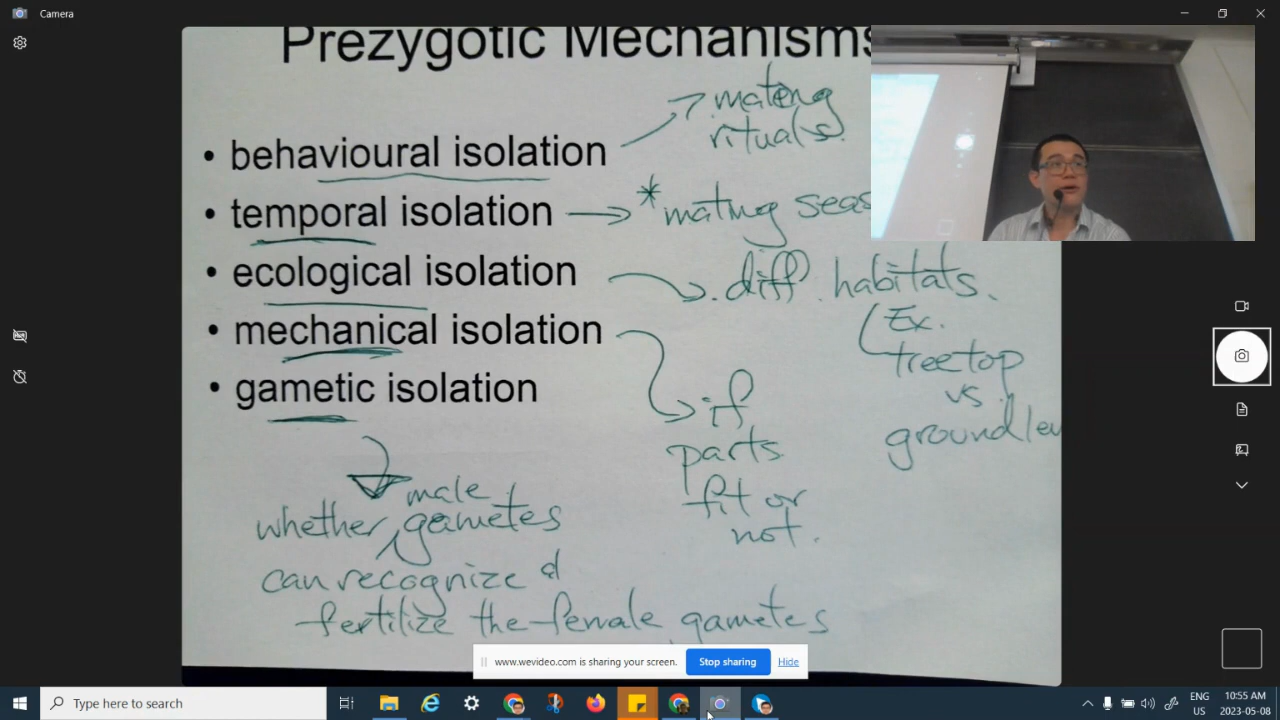 Camera
Prezygotic Mechanisms
• behavioural isolation
mating
rituals.
• temporal isolation
*mating seas
• ecological isolation
diff. habitats.
Ex.
treetop
vs.
ground lev
• mechanical isolation
if
parts
fit or
not.
• gametic isolation
male
whether gametes
can recognize &
fertilize the female gametes
www.wevideo.com is sharing your screen.
Stop sharing
Hide
Type here to search
ENG
US
10:55 AM
2023-05-08